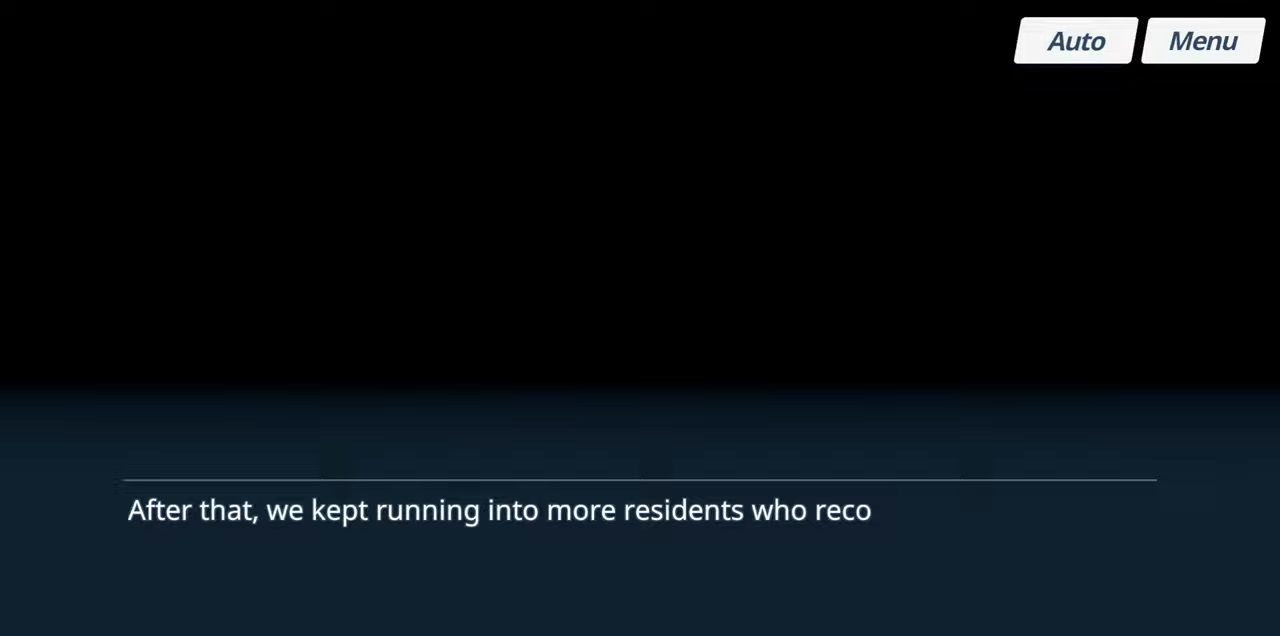 Auto
Menu
After that, we kept running into more residents who reco